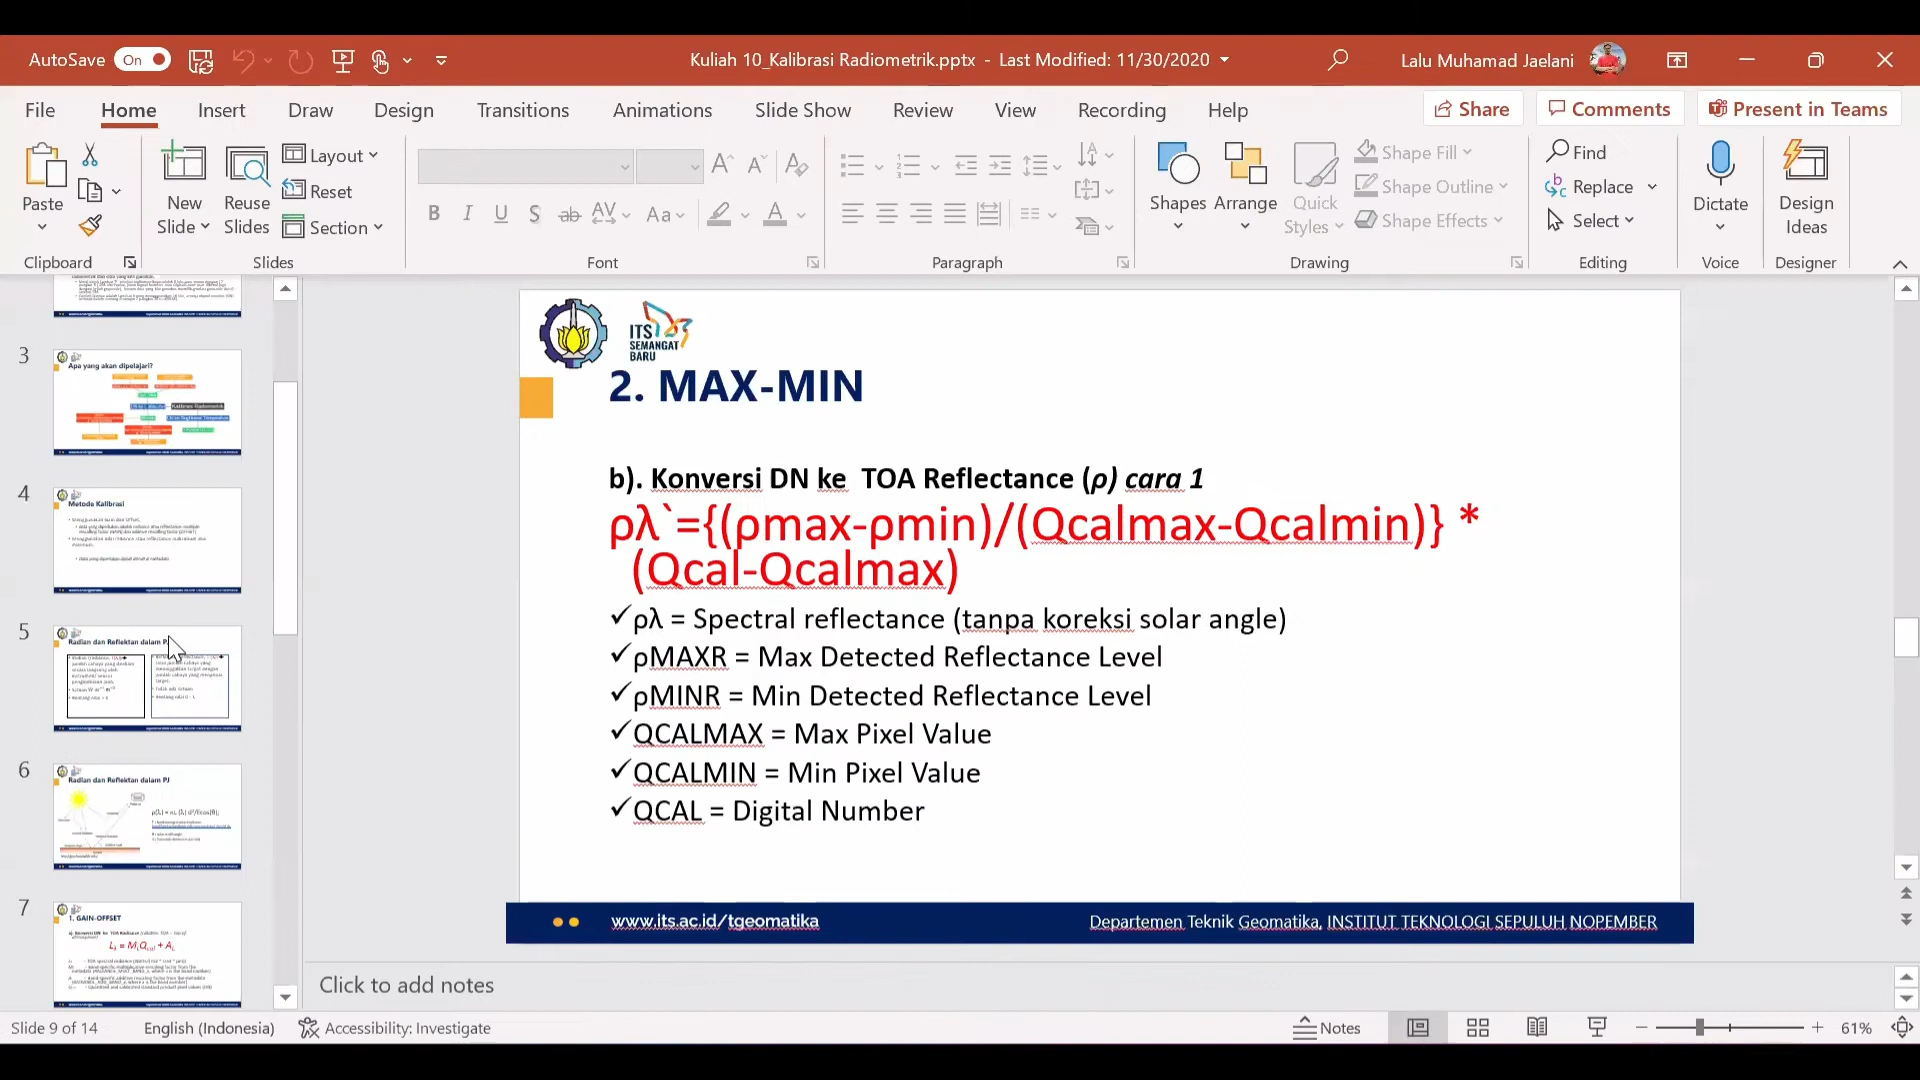 AutoSave On
Kuliah 10_Kalibrasi Radiometrik.pptx - Last Modified: 11/30/2020
Lalu Muhamad Jaelani
File Home Insert Draw Design Transitions Animations Slide Show Review View Recording Help
Share Comments Present in Teams
Paste
Clipboard
New Slide
Reuse Slides
Layout
Reset
Section
Slides
Font
Paragraph
Shapes
Arrange
Quick Styles
Shape Fill
Shape Outline
Shape Effects
Drawing
Find
Replace
Select
Editing
Dictate
Voice
Design Ideas
Designer
3
Apa yang akan dipelajari?
4
Metode Kalibrasi
5
Radian dan Reflektan dalam PJ
6
Radian dan Reflektan dalam PJ
7
1. GAIN-OFFSET
ITS
SEMANGAT
BARU
2. MAX-MIN
b). Konversi DN ke TOA Reflectance (ρ) cara 1
ρλ`={(ρmax-ρmin)/(Qcalmax-Qcalmin)} *
(Qcal-Qcalmax)
✓ρλ = Spectral reflectance (tanpa koreksi solar angle)
✓ρMAXR = Max Detected Reflectance Level
✓ρMINR = Min Detected Reflectance Level
✓QCALMAX = Max Pixel Value
✓QCALMIN = Min Pixel Value
✓QCAL = Digital Number
www.its.ac.id/tgeomatika
Departemen Teknik Geomatika, INSTITUT TEKNOLOGI SEPULUH NOPEMBER
Click to add notes
Slide 9 of 14 English (Indonesia) Accessibility: Investigate Notes 61%